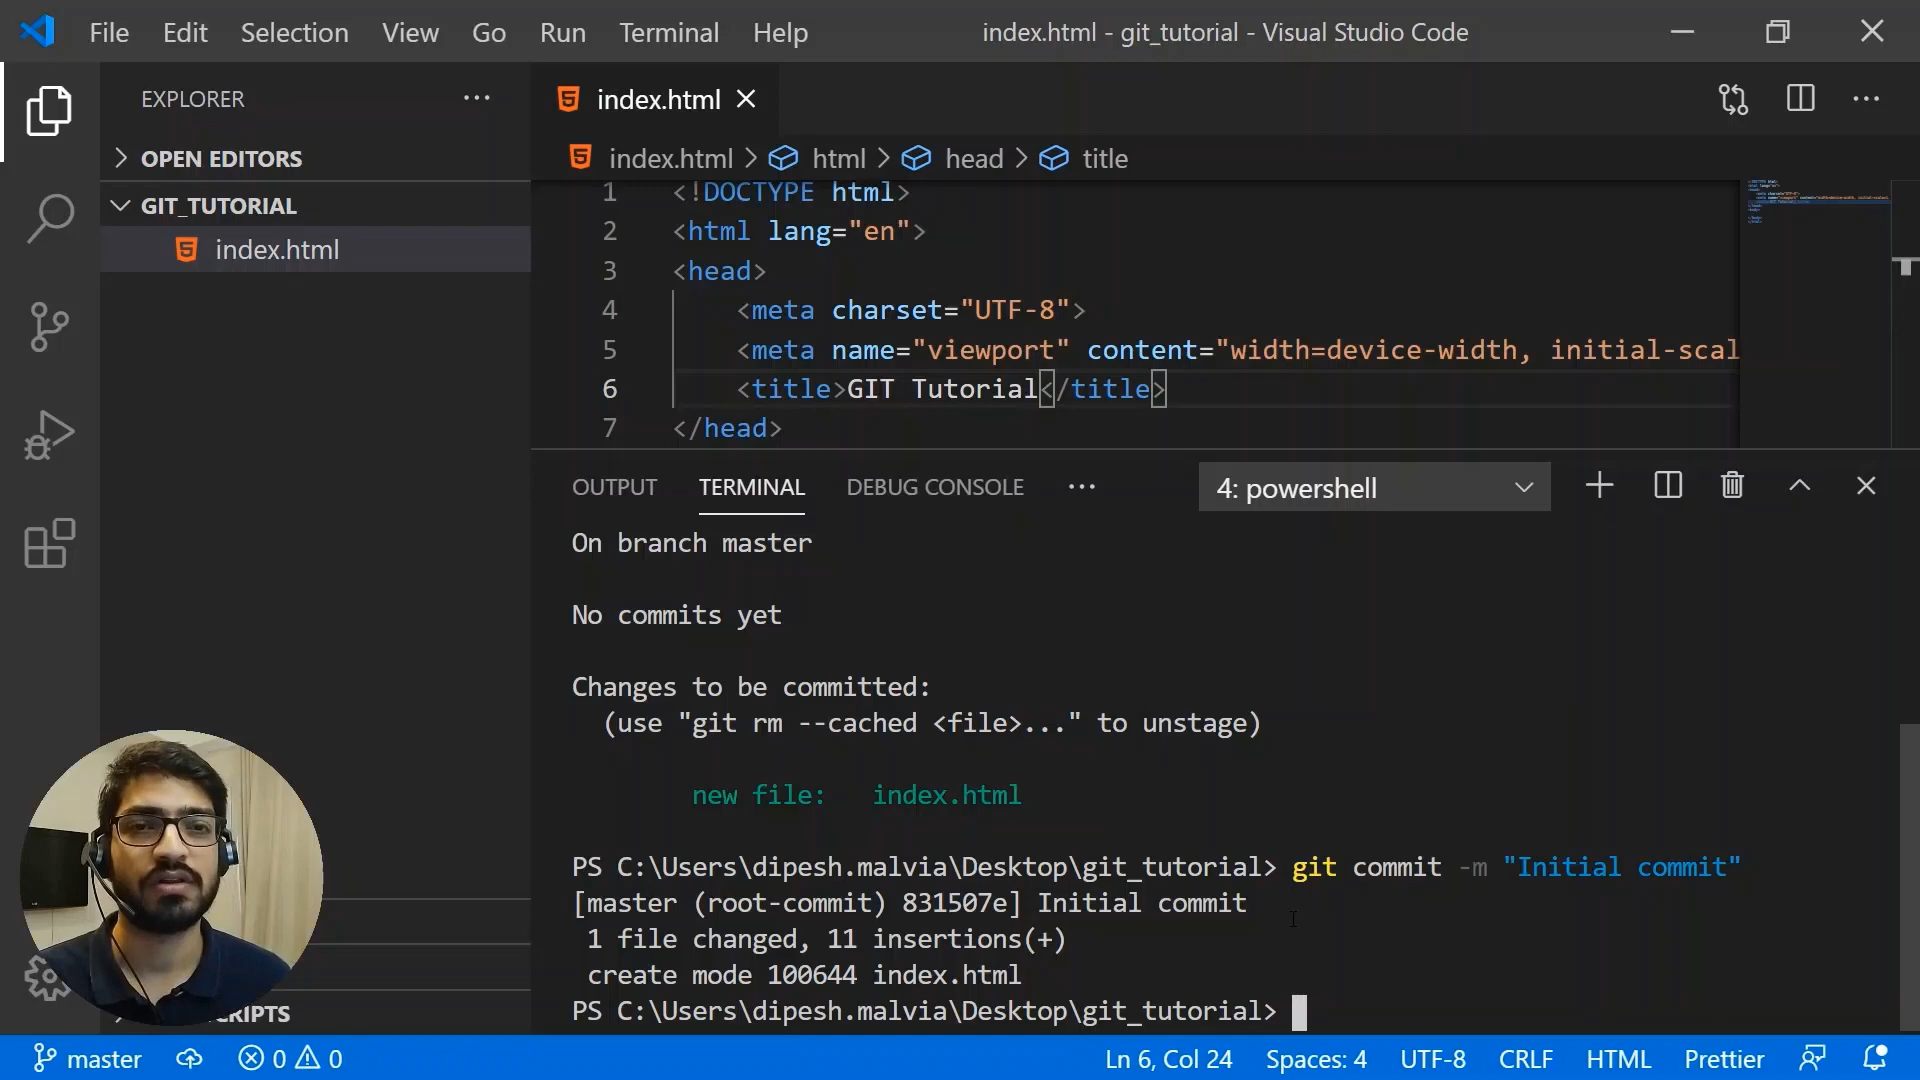 File Edit Selection View Go Run Terminal Help
index.html - git_tutorial - Visual Studio Code
EXPLORER
OPEN EDITORS
GIT_TUTORIAL
index.html
index.html
index.html > html > head > title
1 <!DOCTYPE html>
2 <html lang="en">
3 <head>
4 <meta charset="UTF-8">
5 <meta name="viewport" content="width=device-width, initial-scal
6 <title>GIT Tutorial</title>
7 </head>
OUTPUT TERMINAL DEBUG CONSOLE ... 4: powershell
On branch master
No commits yet
Changes to be committed:
(use "git rm --cached <file>..." to unstage)
new file: index.html
PS C:\Users\dipesh.malvia\Desktop\git_tutorial> git commit -m "Initial commit"
[master (root-commit) 831507e] Initial commit
1 file changed, 11 insertions(+)
create mode 100644 index.html
PS C:\Users\dipesh.malvia\Desktop\git_tutorial>
master 0 0 Ln 6, Col 24 Spaces: 4 UTF-8 CRLF HTML Prettier